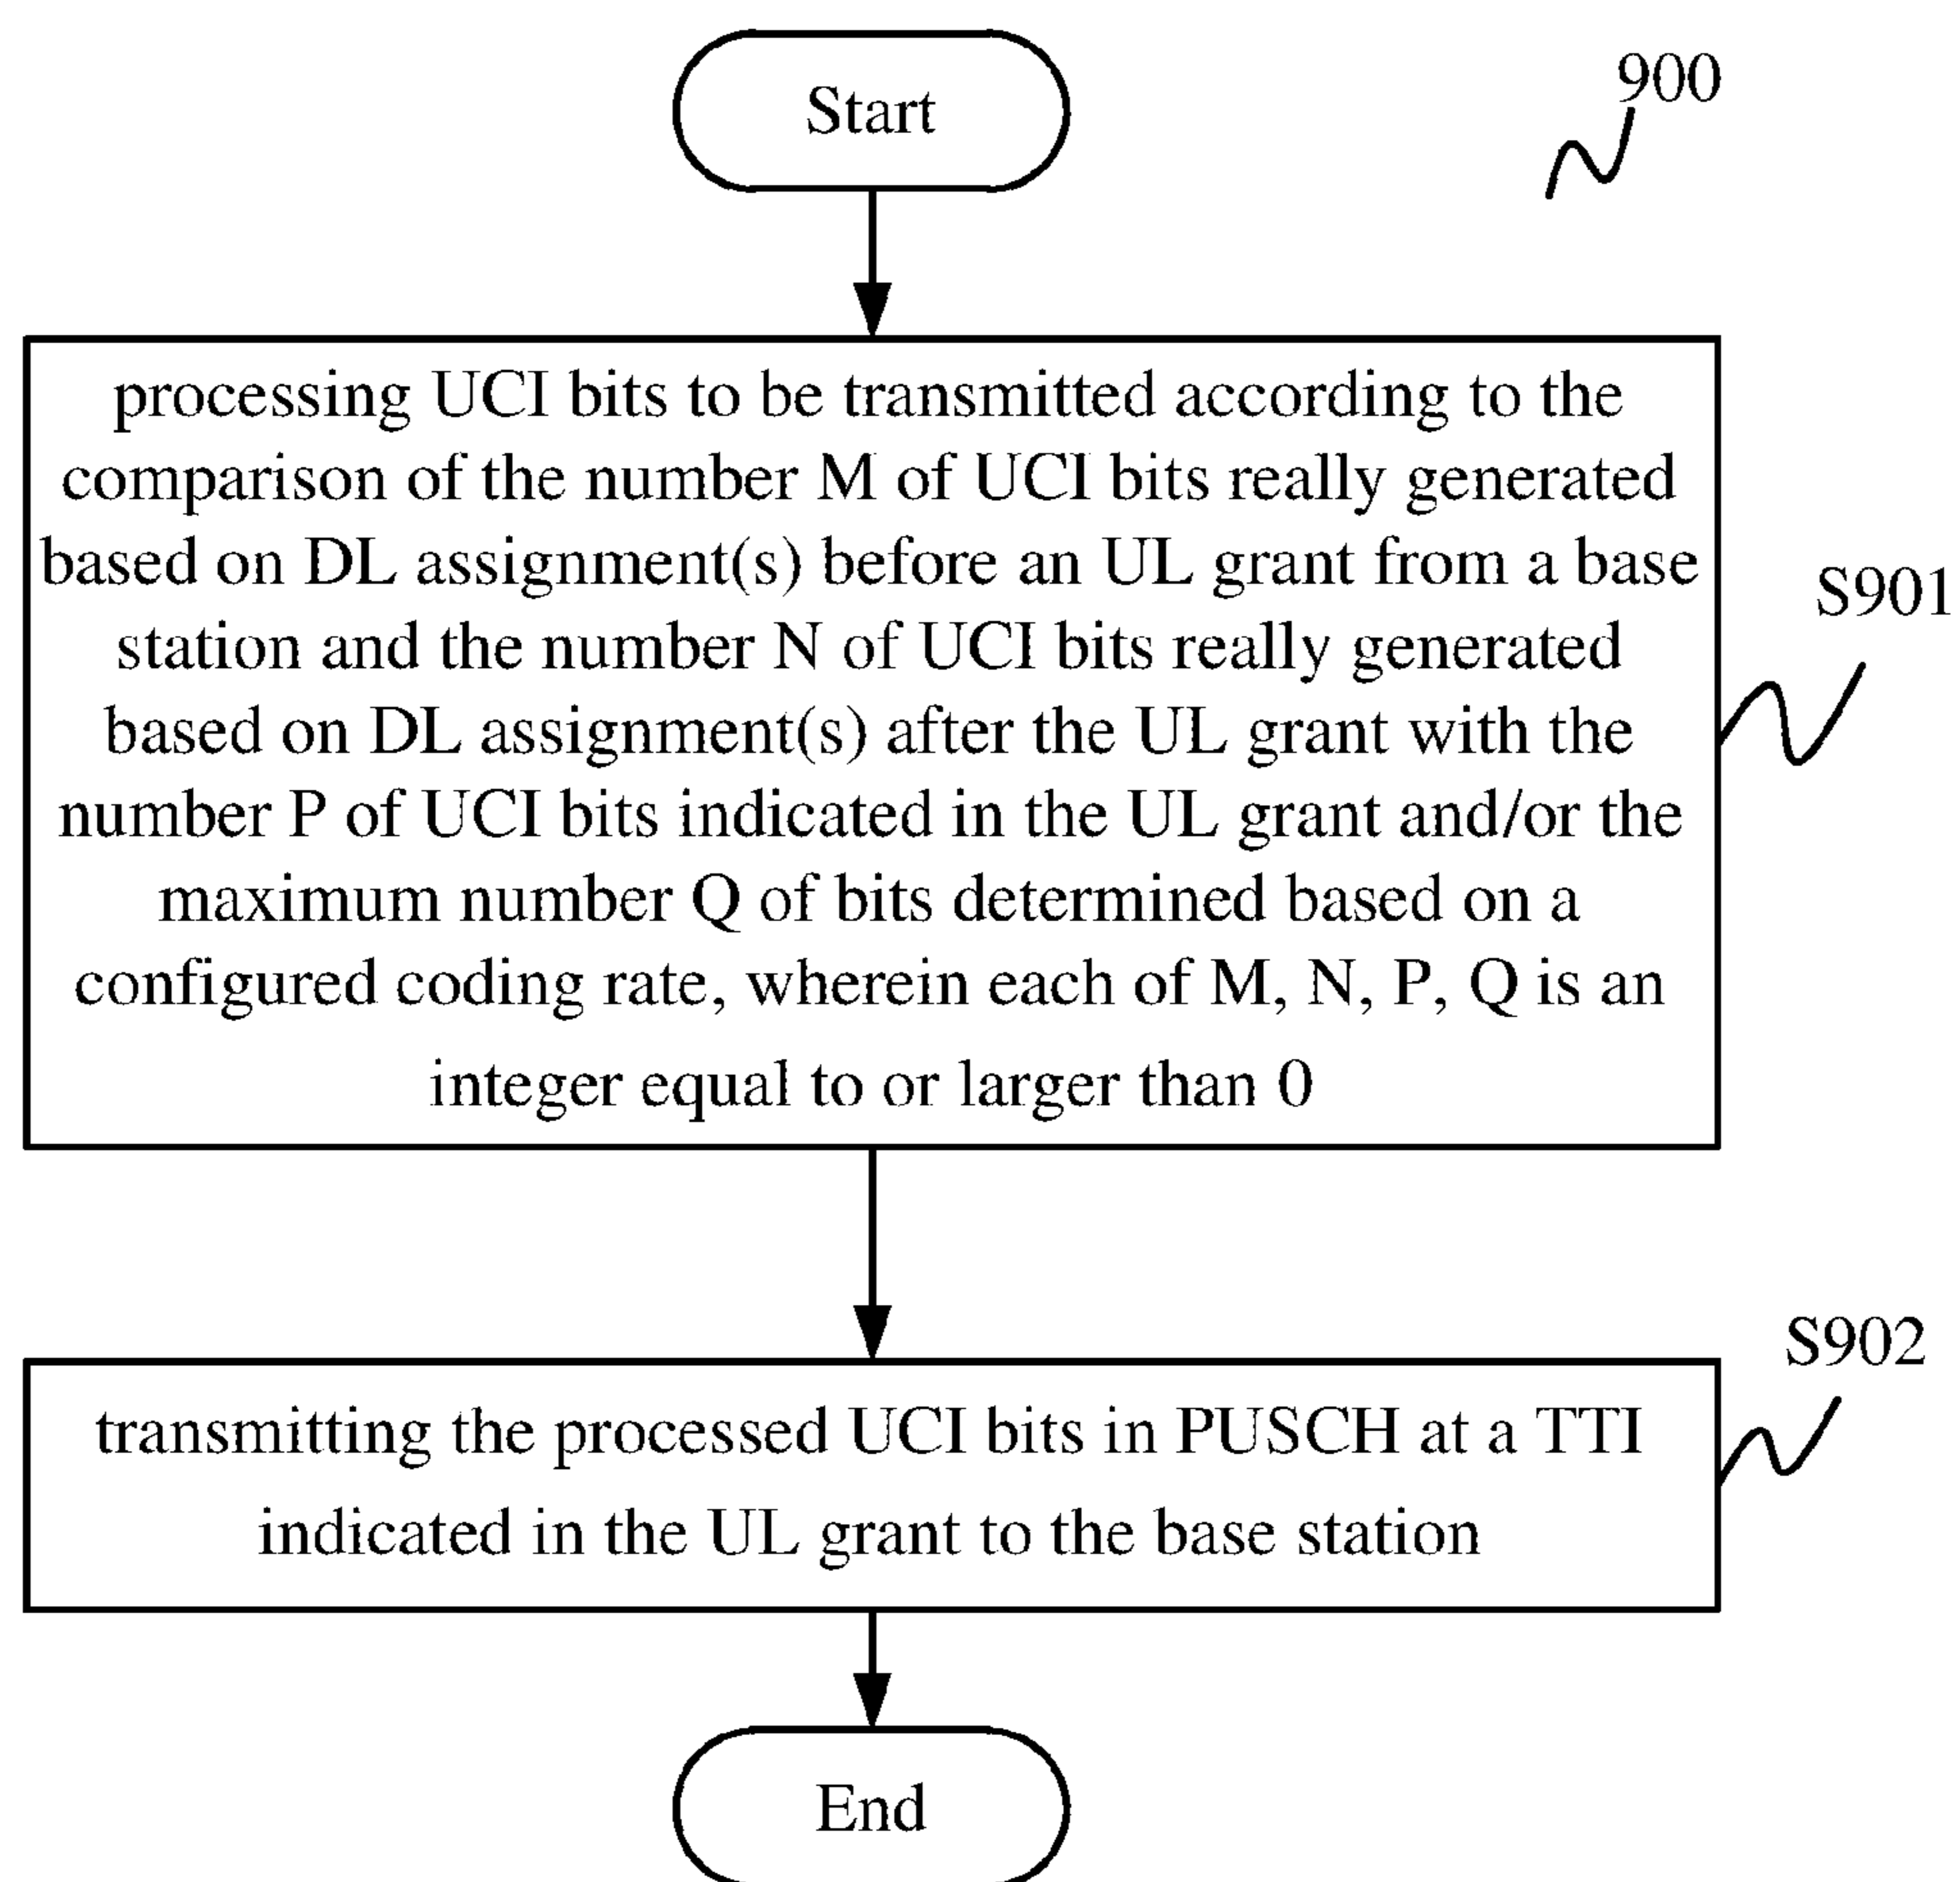 Start
900
processing UCI bits to be transmitted according to the
comparison of the number M of UCI bits really generated
based on DL assignment(s) before an UL grant from a base
station and the number N of UCI bits really generated
based on DL assignment(s) after the UL grant with the
number P of UCI bits indicated in the UL grant and/or the
maximum number Q of bits determined based on a
configured coding rate, wherein each of M, N, P, Q is an
integer equal to or larger than 0
S901
S902
transmitting the processed UCI bits in PUSCH at a TTI
indicated in the UL grant to the base station
End